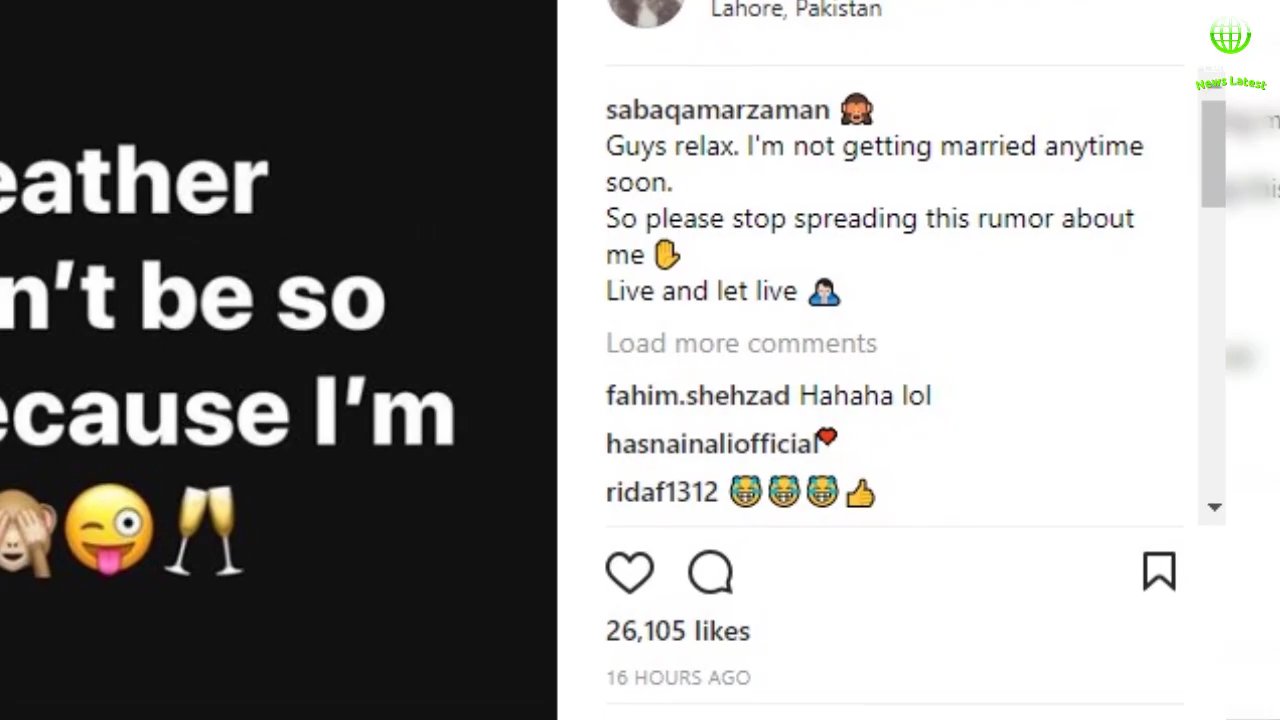 Lahore, Pakistan
News Latest
eather
n't be so
ecause I'm
sabaqamarzaman 🙈
Guys relax. I'm not getting married anytime
soon.
So please stop spreading this rumor about
me ✋
Live and let live 🙇
Load more comments
fahim.shehzad Hahaha lol
hasnainaliofficial❤
ridaf1312 😹😹😹👍
26,105 likes
16 HOURS AGO